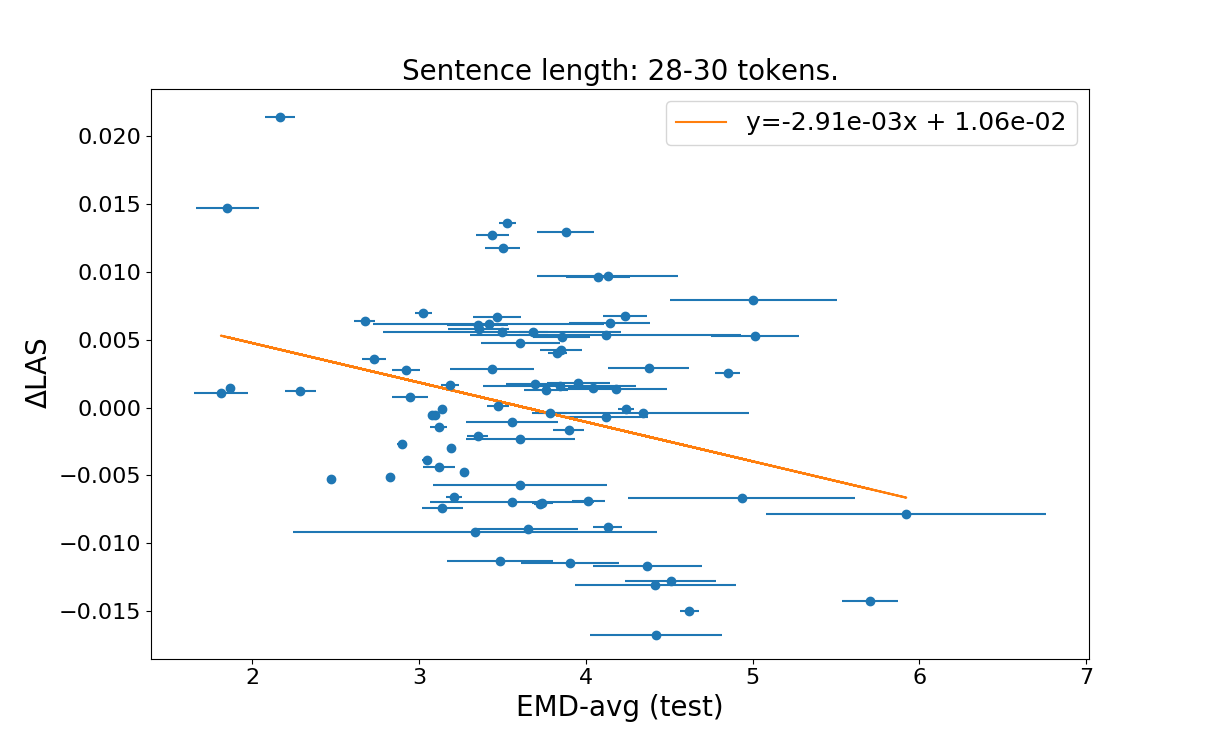 Sentence length: 28-30 tokens.
y=-2.91e-03x + 1.06e-02
0.020
0.015
0.010
0.005
0.000
−0.005
−0.010
−0.015
ΔLAS
2 3 4 5 6 7
EMD-avg (test)